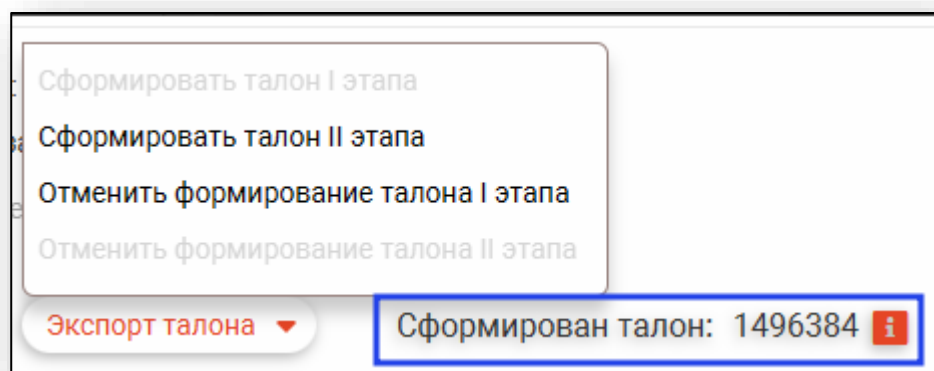 Сформировать талон I этапа
Сформировать талон II этапа
Отменить формирование талона I этапа
Отменить формирование талона II этапа
Экспорт талона
Сформирован талон: 1496384 i